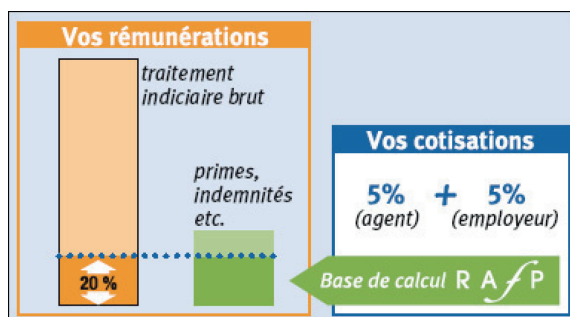 Vos rémunérations
traitement
indiciaire brut
primes,
indemnités
etc.
20 %
Vos cotisations
5% + 5%
(agent) (employeur)
Base de calcul RAfP